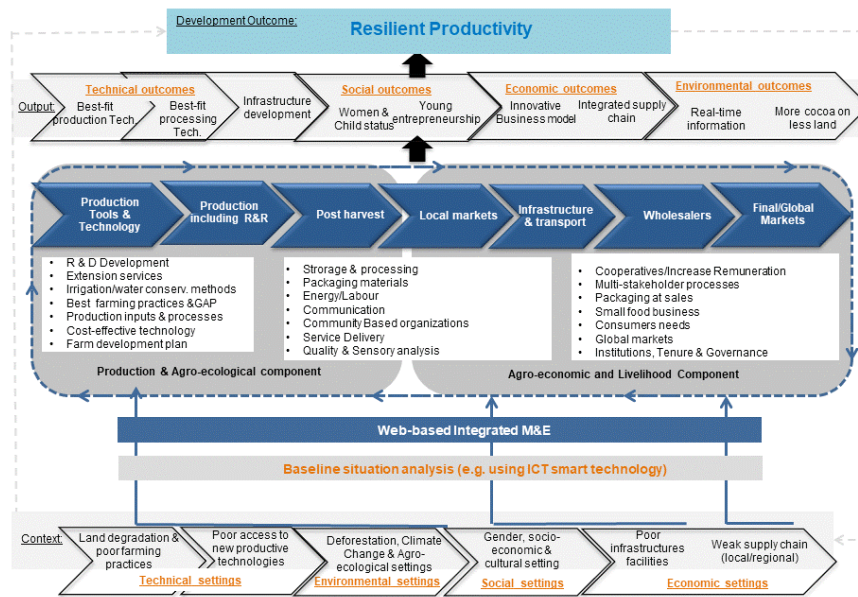 Development Outcome:
Resilient Productivity
Output:
Technical outcomes
Best-fit
production Tech.
Best-fit
processing
Tech.
Infrastructure
development
Social outcomes
Women &
Child status
Young
entrepreneurship
Economic outcomes
Innovative
Business model
Integrated supply
chain
Environmental outcomes
Real-time
information
More cocoa on
less land
Production
Tools &
Technology
Production
including R&R
Post harvest
Local markets
Infrastructure
& transport
Wholesalers
Final/Global
Markets
• R & D Development
• Extension services
• Irrigation/water conserv. methods
• Best farming practices &GAP
• Production inputs & processes
• Cost-effective technology
• Farm development plan
• Strorage & processing
• Packaging materials
• Energy/Labour
• Communication
• Community Based organizations
• Service Delivery
• Quality & Sensory analysis
• Cooperatives/Increase Remuneration
• Multi-stakeholder processes
• Packaging at sales
• Small food business
• Consumers needs
• Global markets
• Institutions, Tenure & Governance
Production & Agro-ecological component
Agro-economic and Livelihood Component
Web-based Integrated M&E
Baseline situation analysis (e.g. using ICT smart technology)
Context:
Land degradation &
poor farming
practices
Poor access to
new productive
technologies
Technical settings
Deforestation, Climate
Change & Agro-
ecological settings
Environmental settings
Gender, socio-
economic &
cultural setting
Social settings
Poor
infrastructures
facilities
Weak supply chain
(local/regional)
Economic settings